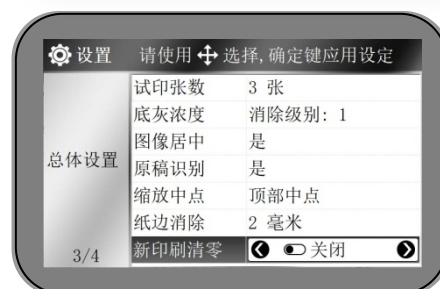 设置 请使用 选择,确定键应用设定
试印张数 3 张
底灰浓度 消除级别: 1
图像居中 是
总体设置
原稿识别 是
缩放中点 顶部中点
纸边消除 2 毫米
3/4 新印刷清零 关闭